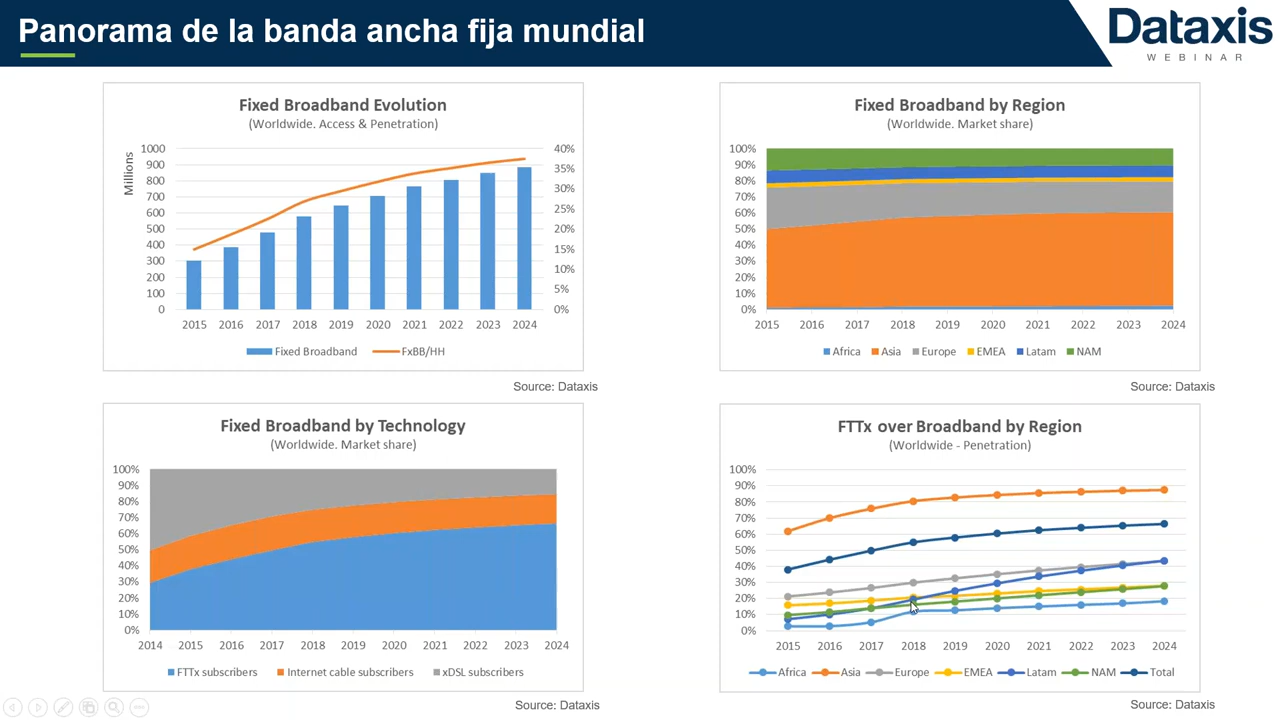 Panorama de la banda ancha fija mundial
Dataxis
WEBINAR
Fixed Broadband Evolution
(Worldwide. Access & Penetration)
Millions
1000
900
800
700
600
500
400
300
200
100
0
40%
35%
30%
25%
20%
15%
10%
5%
0%
2015 2016 2017 2018 2019 2020 2021 2022 2023 2024
Fixed Broadband FxBB/HH
Source: Dataxis
Fixed Broadband by Region
(Worldwide. Market share)
100%
90%
80%
70%
60%
50%
40%
30%
20%
10%
0%
2015 2016 2017 2018 2019 2020 2021 2022 2023 2024
Africa Asia Europe EMEA Latam NAM
Source: Dataxis
Fixed Broadband by Technology
(Worldwide. Market share)
100%
90%
80%
70%
60%
50%
40%
30%
20%
10%
0%
2014 2015 2016 2017 2018 2019 2020 2021 2022 2023 2024
FTTx subscribers Internet cable subscribers xDSL subscribers
Source: Dataxis
FTTx over Broadband by Region
(Worldwide - Penetration)
100%
90%
80%
70%
60%
50%
40%
30%
20%
10%
0%
2015 2016 2017 2018 2019 2020 2021 2022 2023 2024
Africa Asia Europe EMEA Latam NAM Total
Source: Dataxis